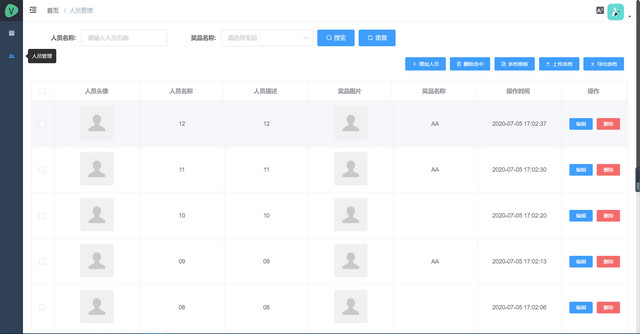 V
首页 / 人员管理
人员管理
人员名称: 请输入人员名称 奖品名称: 请选择奖品 搜索 重置
增加人员 删除选中 表格模板 上传表格 导出表格
人员头像 人员名称 人员描述 奖品图片 奖品名称 操作时间 操作
12 12 AA 2020-07-05 17:02:37 编辑 删除
11 11 AA 2020-07-05 17:02:30 编辑 删除
10 10 2020-07-05 17:02:20 编辑 删除
09 09 AA 2020-07-05 17:02:13 编辑 删除
08 08 2020-07-05 17:02:06 编辑 删除